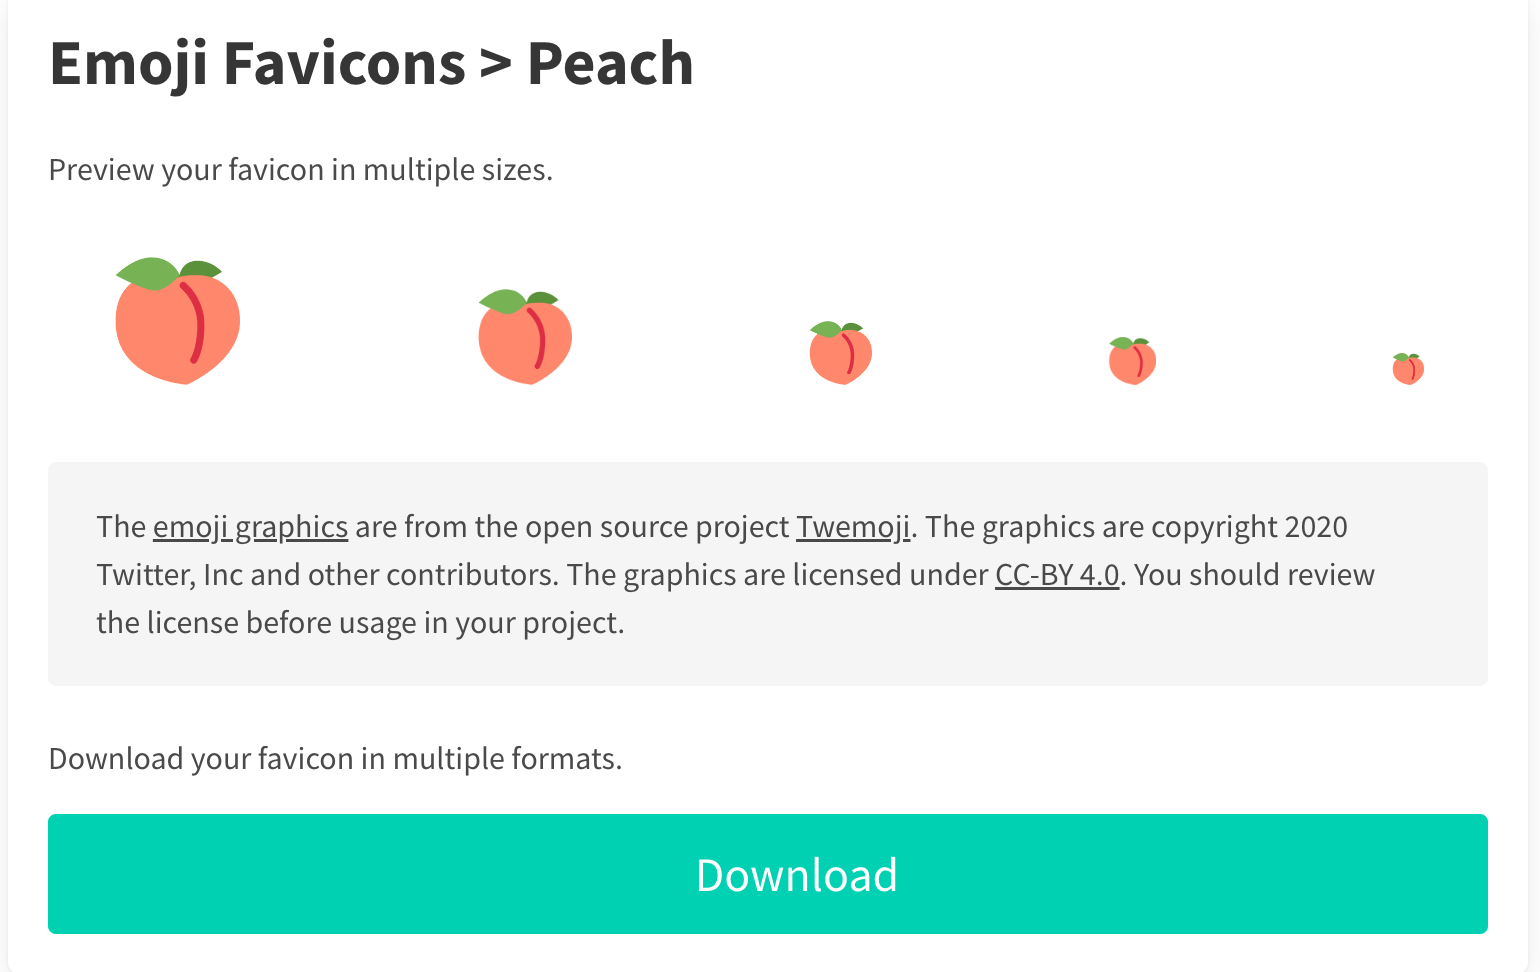 Emoji Favicons > Peach
Preview your favicon in multiple sizes.
The emoji graphics are from the open source project Twemoji. The graphics are copyright 2020
Twitter, Inc and other contributors. The graphics are licensed under CC-BY 4.0. You should review
the license before usage in your project.
Download your favicon in multiple formats.
Download